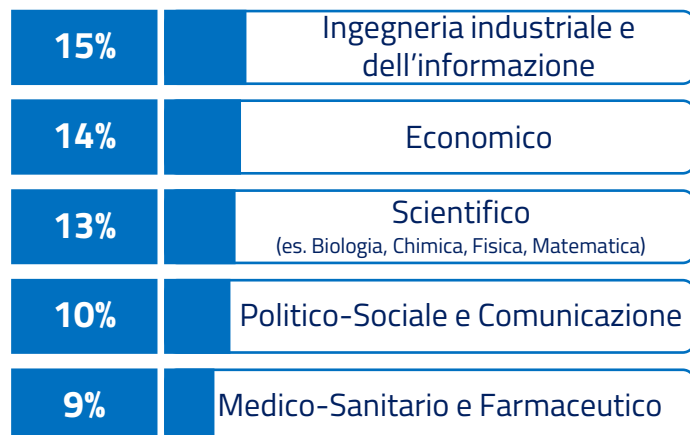 15%
Ingegneria industriale e
dell’informazione
14%
Economico
13%
Scientifico
(es. Biologia, Chimica, Fisica, Matematica)
10%
Politico-Sociale e Comunicazione
9%
Medico-Sanitario e Farmaceutico